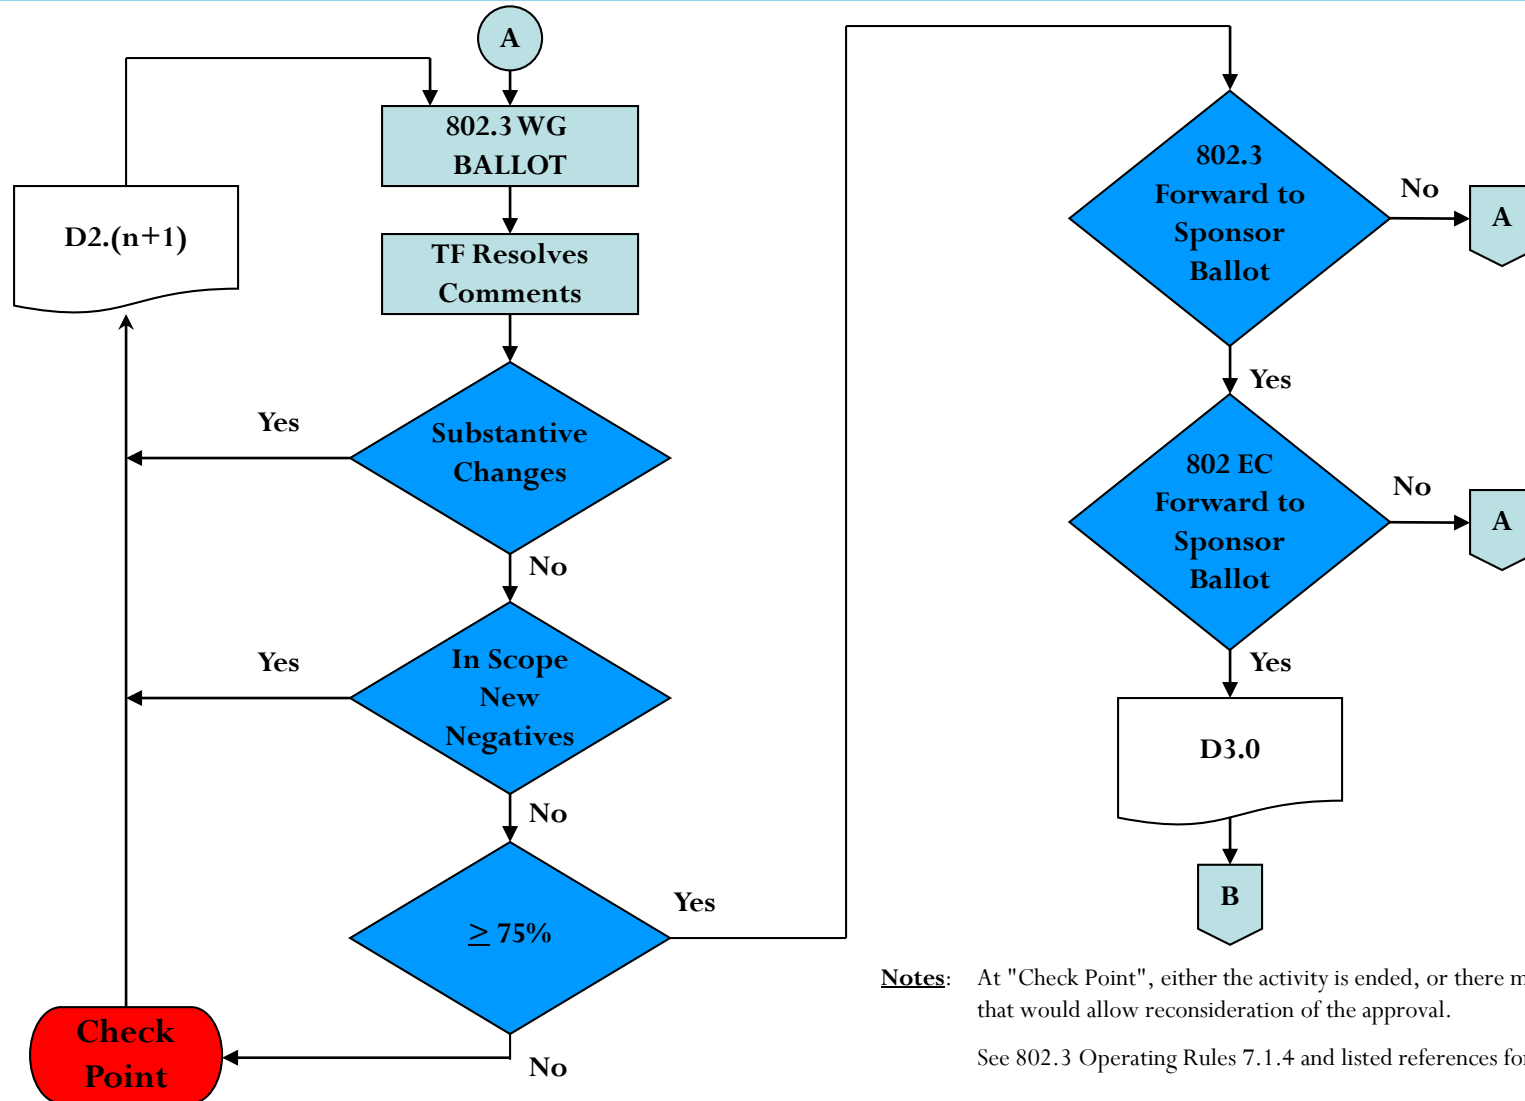 A
802.3 WG
BALLOT
D2.(n+1)
TF Resolves
Comments
Yes
Substantive
Changes
No
Yes
In Scope
New
Negatives
No
≥ 75%
Yes
Check
Point
No
802.3
Forward to
Sponsor
Ballot
No
A
Yes
802 EC
Forward to
Sponsor
Ballot
No
A
Yes
D3.0
B
Notes: At "Check Point", either the activity is ended, or there
that would allow reconsideration of the approval.
See 802.3 Operating Rules 7.1.4 and listed references for